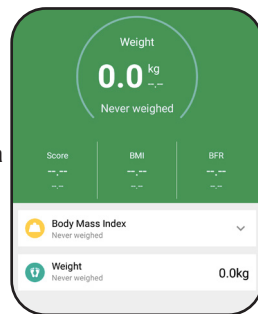 Weight
0.0 kg
--.--
Never weighed
Score BMI BFR
--.-- --.-- --.--
--.-- --.-- --.--
Body Mass Index
Never weighed
Weight
Never weighed
0.0kg